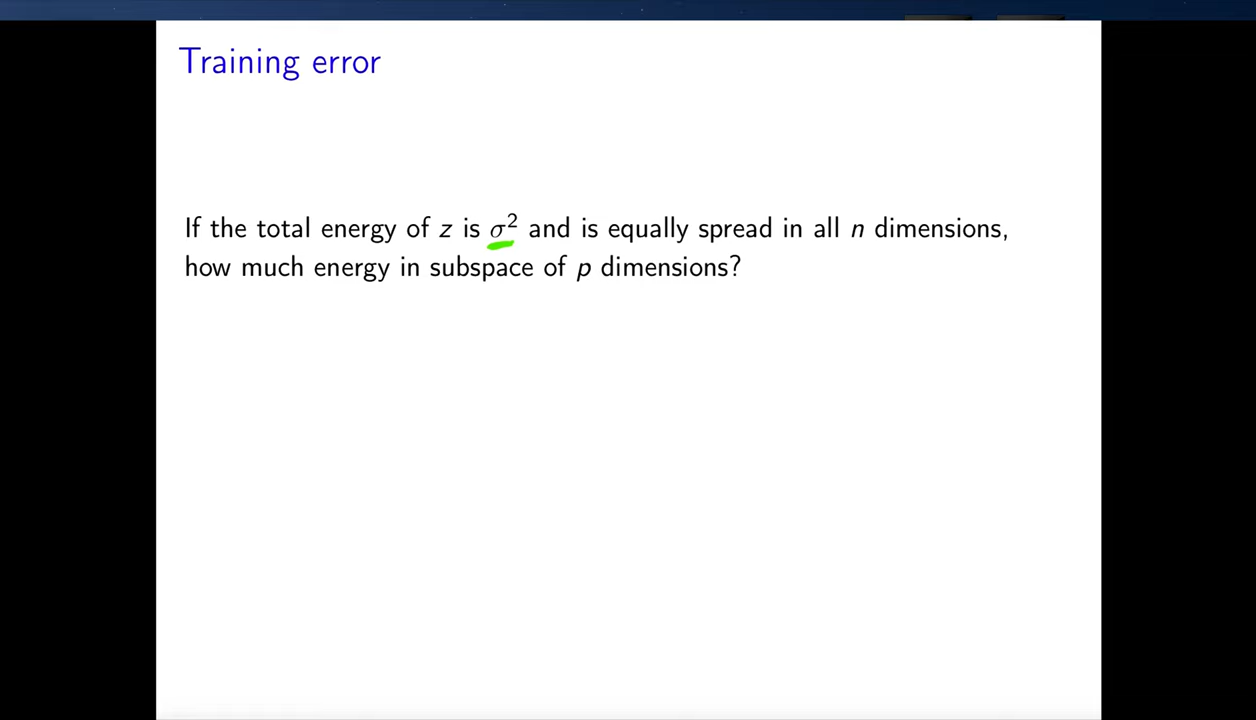 Training error
If the total energy of z is σ² and is equally spread in all n dimensions,
how much energy in subspace of p dimensions?